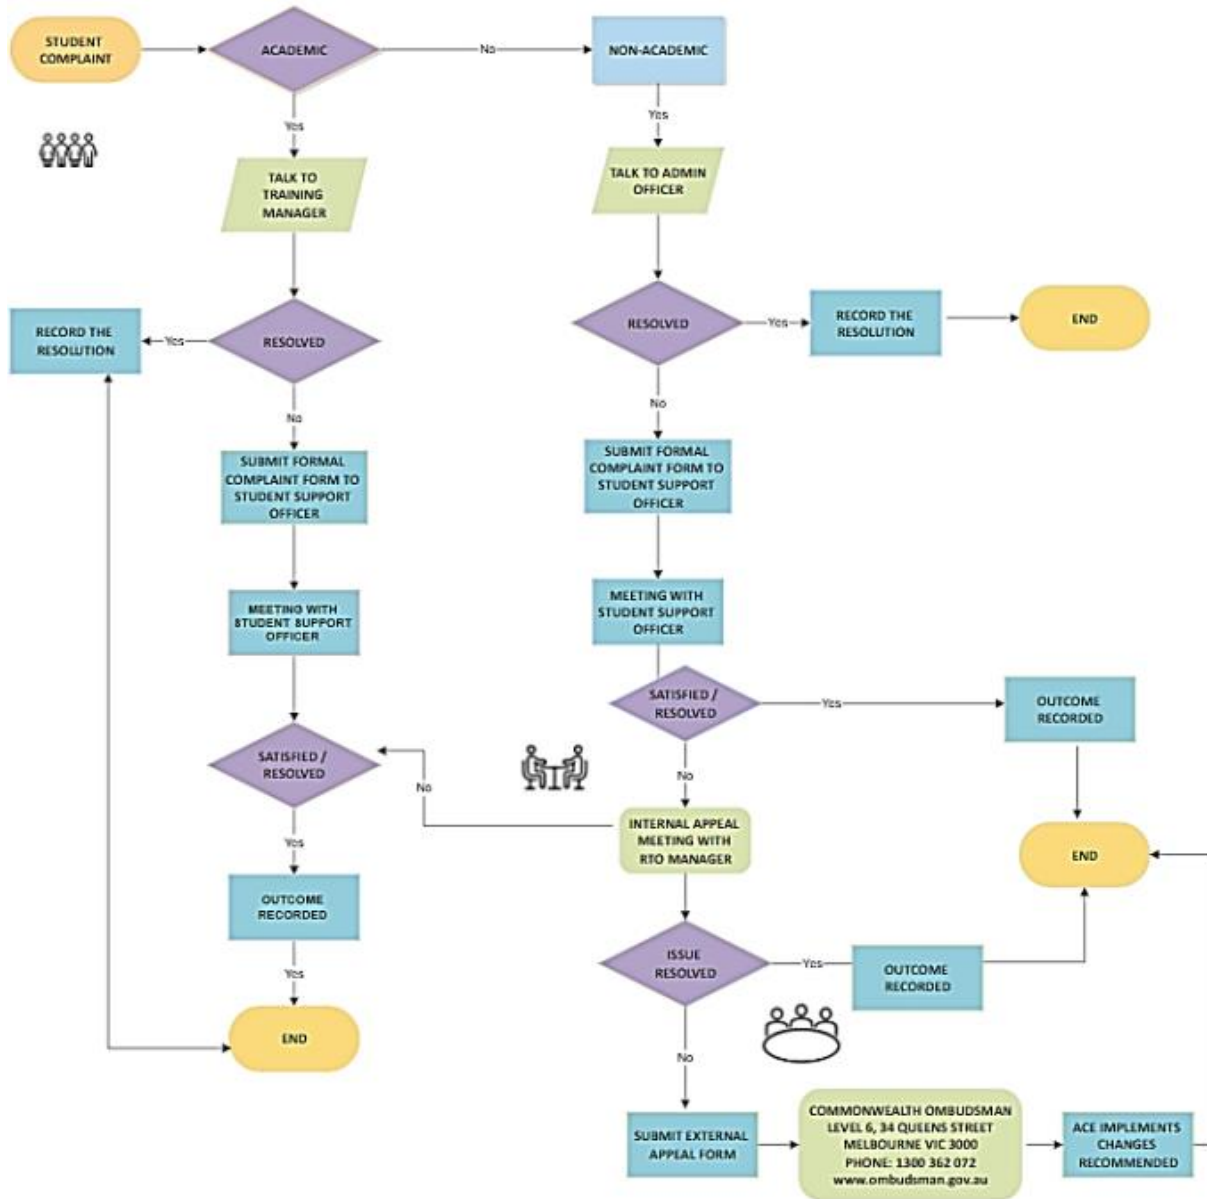 STUDENT
COMPLAINT
ACADEMIC
No
NON-ACADEMIC
Yes
Yes
TALK TO
TRAINING
MANAGER
TALK TO ADMIN
OFFICER
RECORD THE
RESOLUTION
Yes
RESOLVED
RESOLVED
Yes
RECORD THE
RESOLUTION
END
No
No
SUBMIT FORMAL
COMPLAINT FORM TO
STUDENT SUPPORT
OFFICER
SUBMIT FORMAL
COMPLAINT FORM TO
STUDENT SUPPORT
OFFICER
MEETING WITH
STUDENT SUPPORT
OFFICER
MEETING WITH
STUDENT SUPPORT
OFFICER
SATISFIED /
RESOLVED
Yes
OUTCOME
RECORDED
SATISFIED /
RESOLVED
No
No
INTERNAL APPEAL
MEETING WITH
RTO MANAGER
END
Yes
OUTCOME
RECORDED
Yes
ISSUE
RESOLVED
Yes
OUTCOME
RECORDED
END
No
SUBMIT EXTERNAL
APPEAL FORM
COMMONWEALTH OMBUDSMAN
LEVEL 6, 34 QUEENS STREET
MELBOURNE VIC 3000
PHONE: 1300 362 072
www.ombudsman.gov.au
ACE IMPLEMENTS
CHANGES
RECOMMENDED